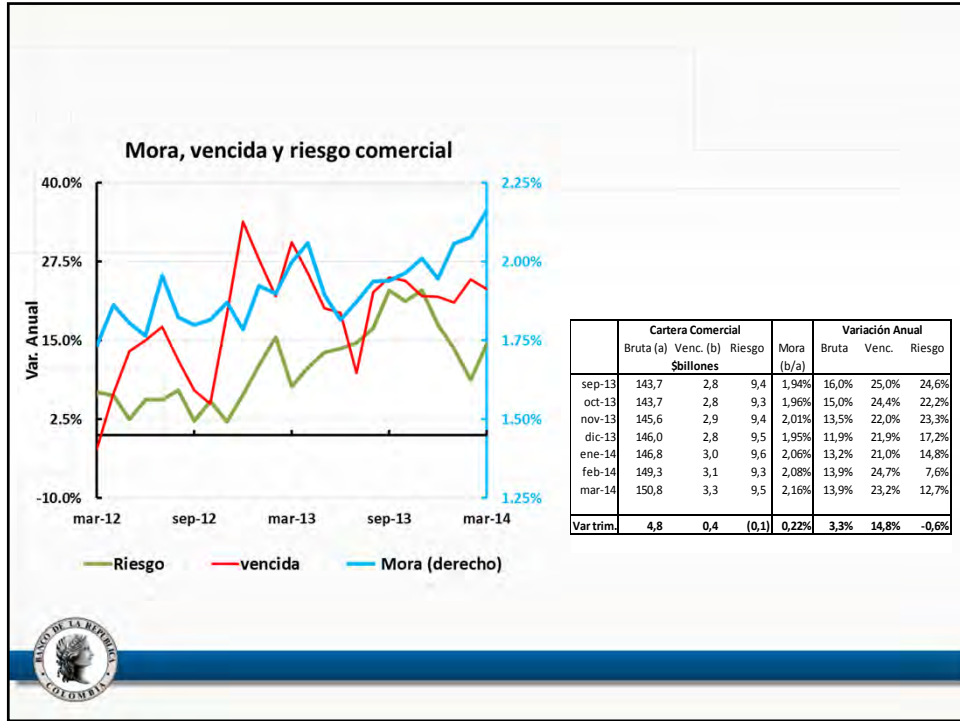 Mora, vencida y riesgo comercial
40.0%
27.5%
15.0%
2.5%
-10.0%
Var. Anual
2.25%
2.00%
1.75%
1.50%
1.25%
mar-12 sep-12 mar-13 sep-13 mar-14
Riesgo vencida Mora (derecho)
Cartera Comercial Variación Anual
Bruta (a) Venc. (b) Riesgo Mora Bruta Venc. Riesgo
$billones (b/a)
sep-13 143,7 2,8 9,4 1,94% 16,0% 25,0% 24,6%
oct-13 143,7 2,8 9,3 1,96% 15,0% 24,4% 22,2%
nov-13 145,6 2,9 9,4 2,01% 13,5% 22,0% 23,3%
dic-13 146,0 2,8 9,5 1,95% 11,9% 21,9% 17,2%
ene-14 146,8 3,0 9,6 2,06% 13,2% 21,0% 14,8%
feb-14 149,3 3,1 9,3 2,08% 13,9% 24,7% 7,6%
mar-14 150,8 3,3 9,5 2,16% 13,9% 23,2% 12,7%
Var trim. 4,8 0,4 (0,1) 0,22% 3,3% 14,8% -0,6%
BANCO DE LA REPUBLICA
COLOMBIA